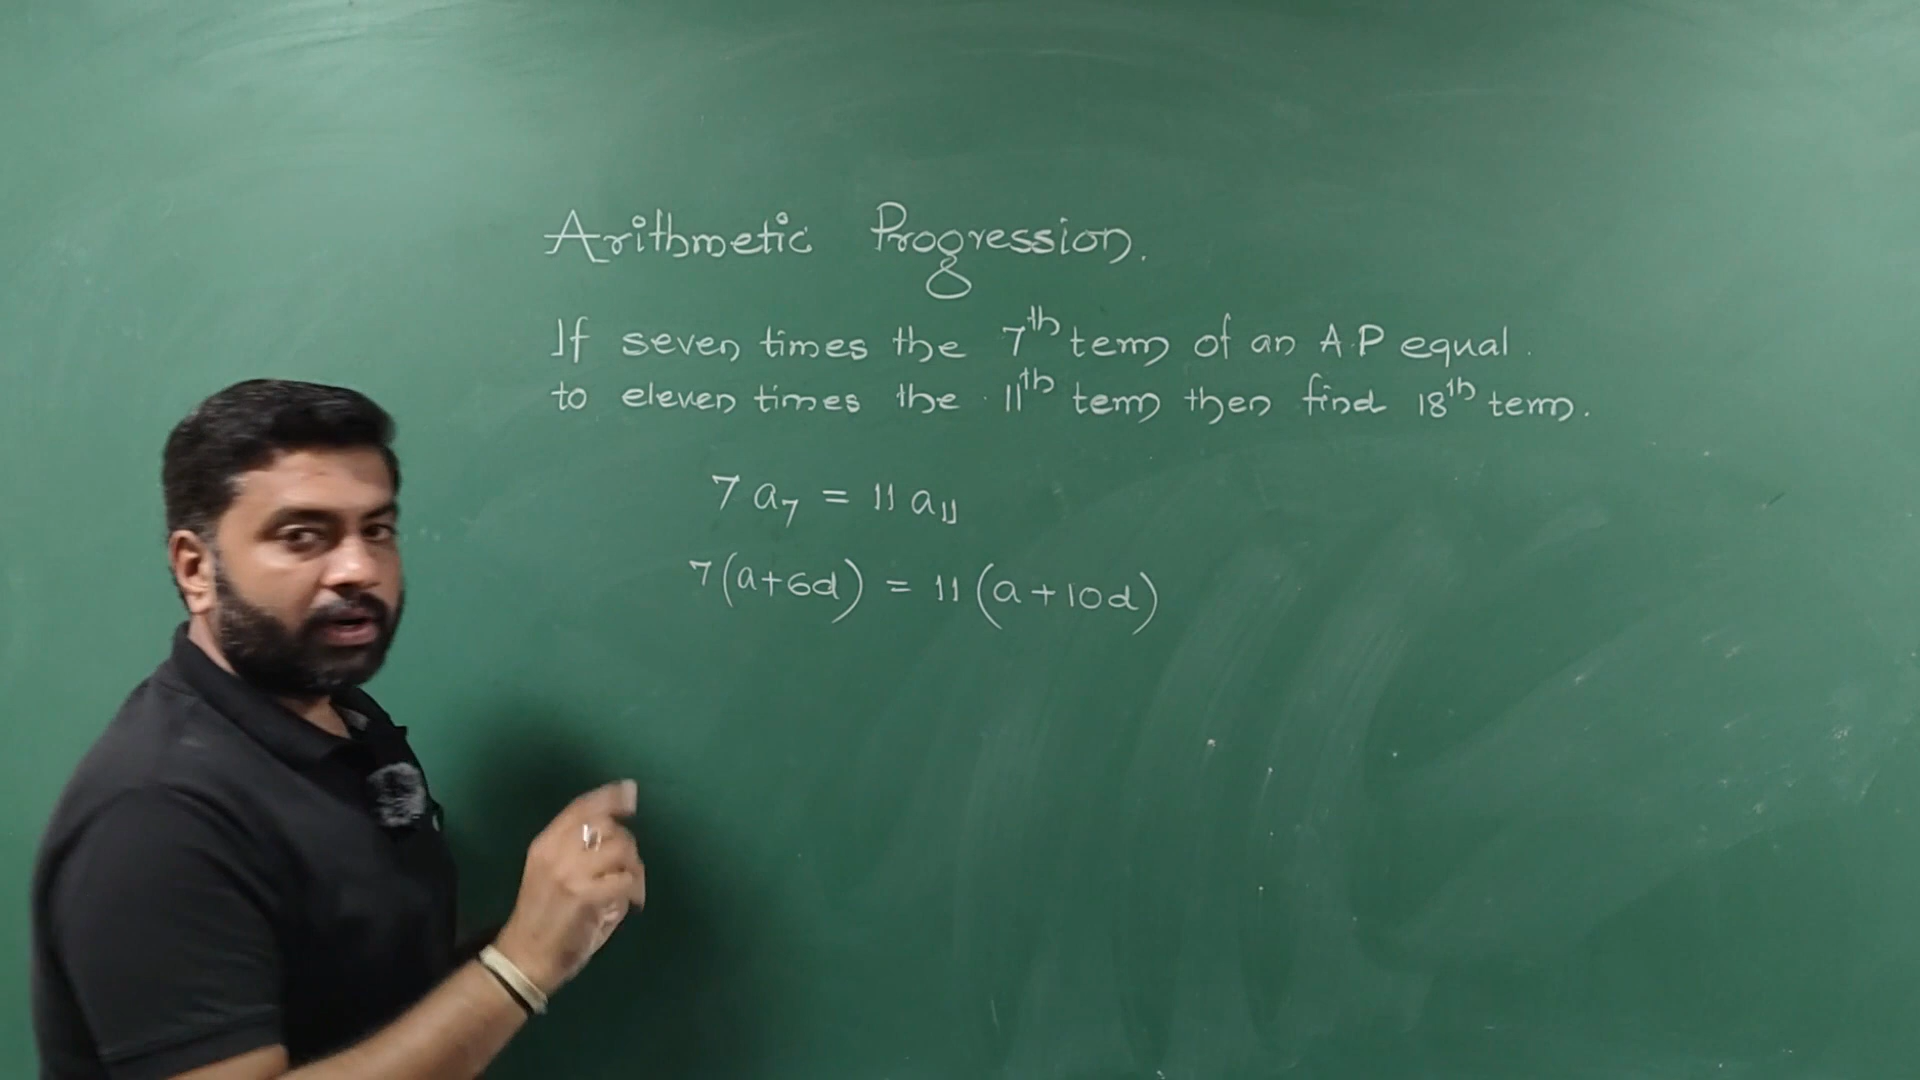 Arithmetic Progression.
If seven times the 7th term of an A.P equal
to eleven times the 11th term then find 18th term.
7 a₇ = 11 a₁₁
7(a+6d) = 11(a+10d)